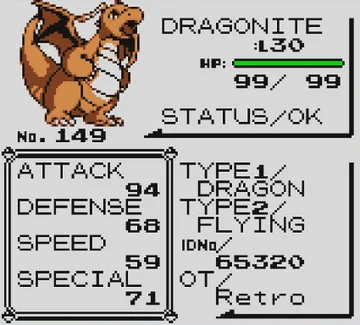 DRAGONITE
:L30
HP:
99/ 99
STATUS/OK
No. 149
ATTACK
94
DEFENSE
68
SPEED
59
SPECIAL
71
TYPE1/
DRAGON
TYPE2/
FLYING
IDNo/
65320
OT/
Retro